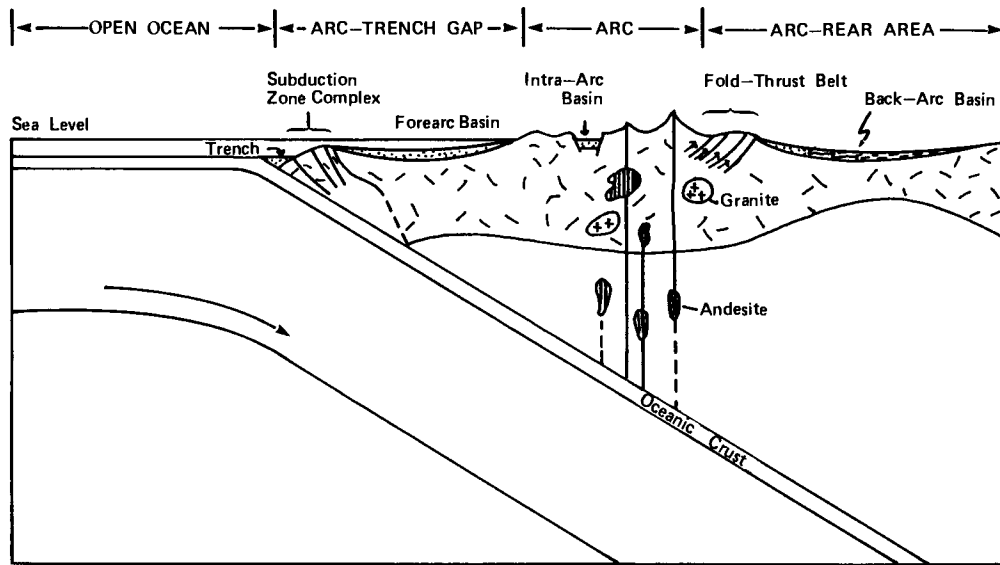 OPEN OCEAN
ARC–TRENCH GAP
ARC
ARC–REAR AREA
Subduction
Zone Complex
Intra–Arc
Basin
Fold–Thrust Belt
Back–Arc Basin
Sea Level
Forearc Basin
Trench
Granite
Andesite
Oceanic Crust